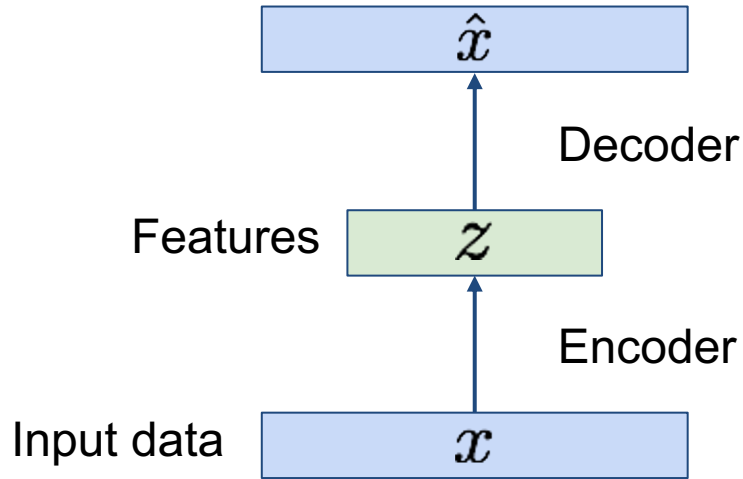 x̂
Decoder
Features z
Encoder
Input data x